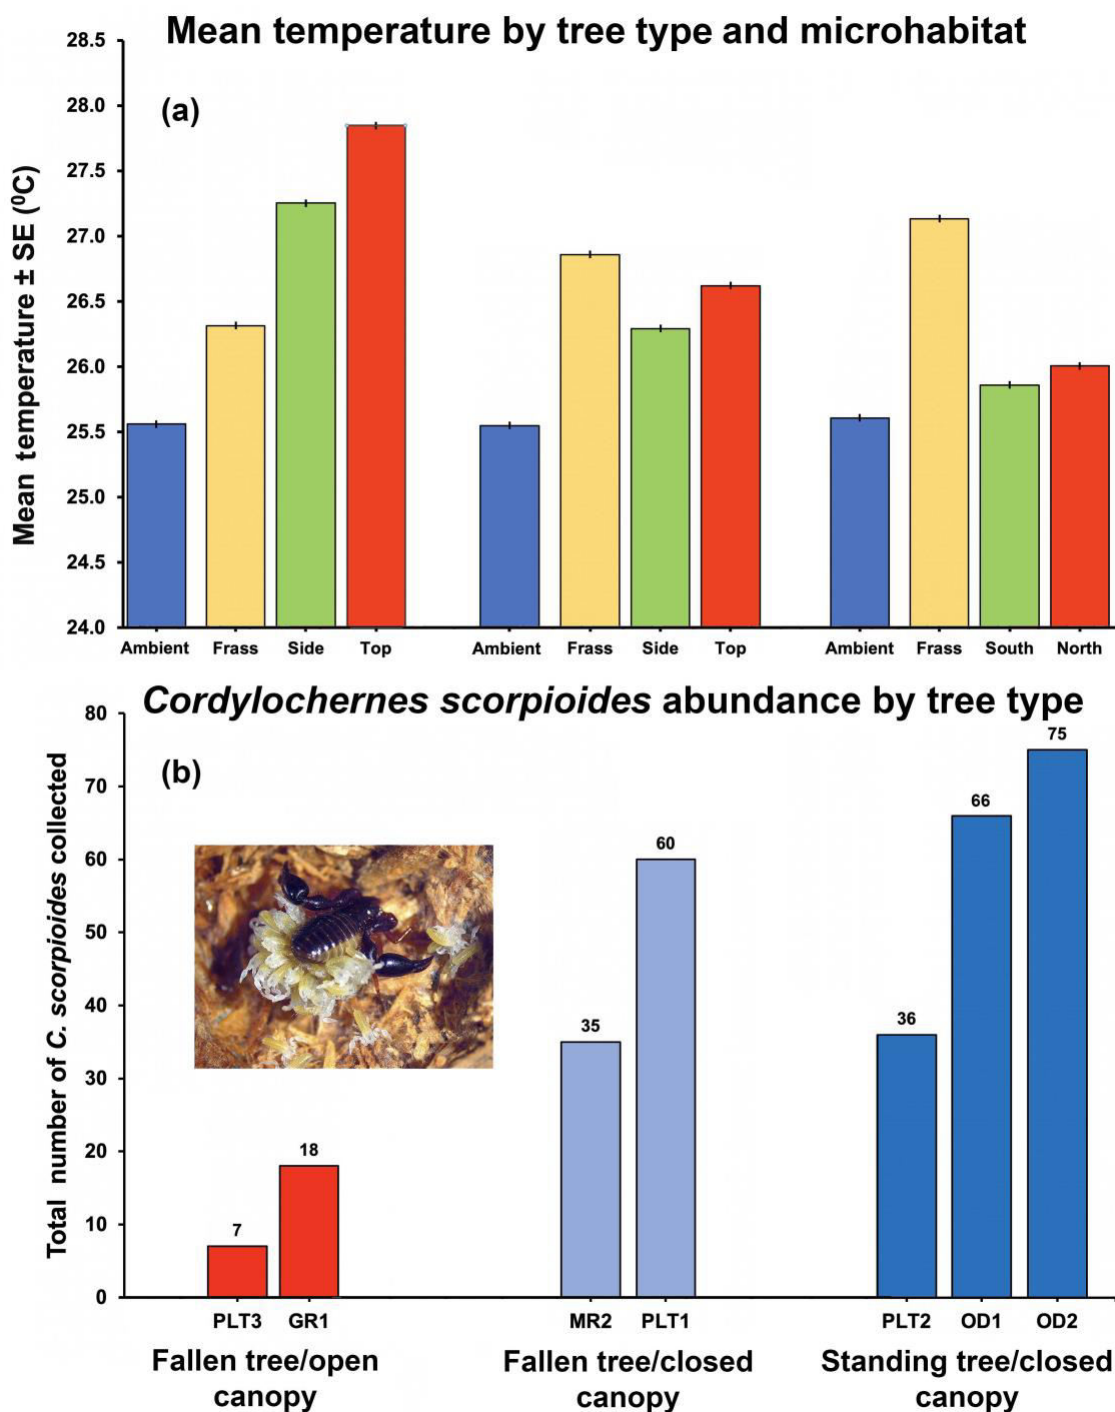 Mean temperature by tree type and microhabitat
(a)
Mean temperature ± SE (⁰C)
28.5
28.0
27.5
27.0
26.5
26.0
25.5
25.0
24.5
24.0
Ambient Frass Side Top Ambient Frass Side Top Ambient Frass South North
Cordylochernes scorpioides abundance by tree type
(b)
Total number of C. scorpioides collected
80
70
60
50
40
30
20
10
0
7
18
35
60
36
66
75
PLT3 GR1 MR2 PLT1 PLT2 OD1 OD2
Fallen tree/open
canopy
Fallen tree/closed
canopy
Standing tree/closed
canopy